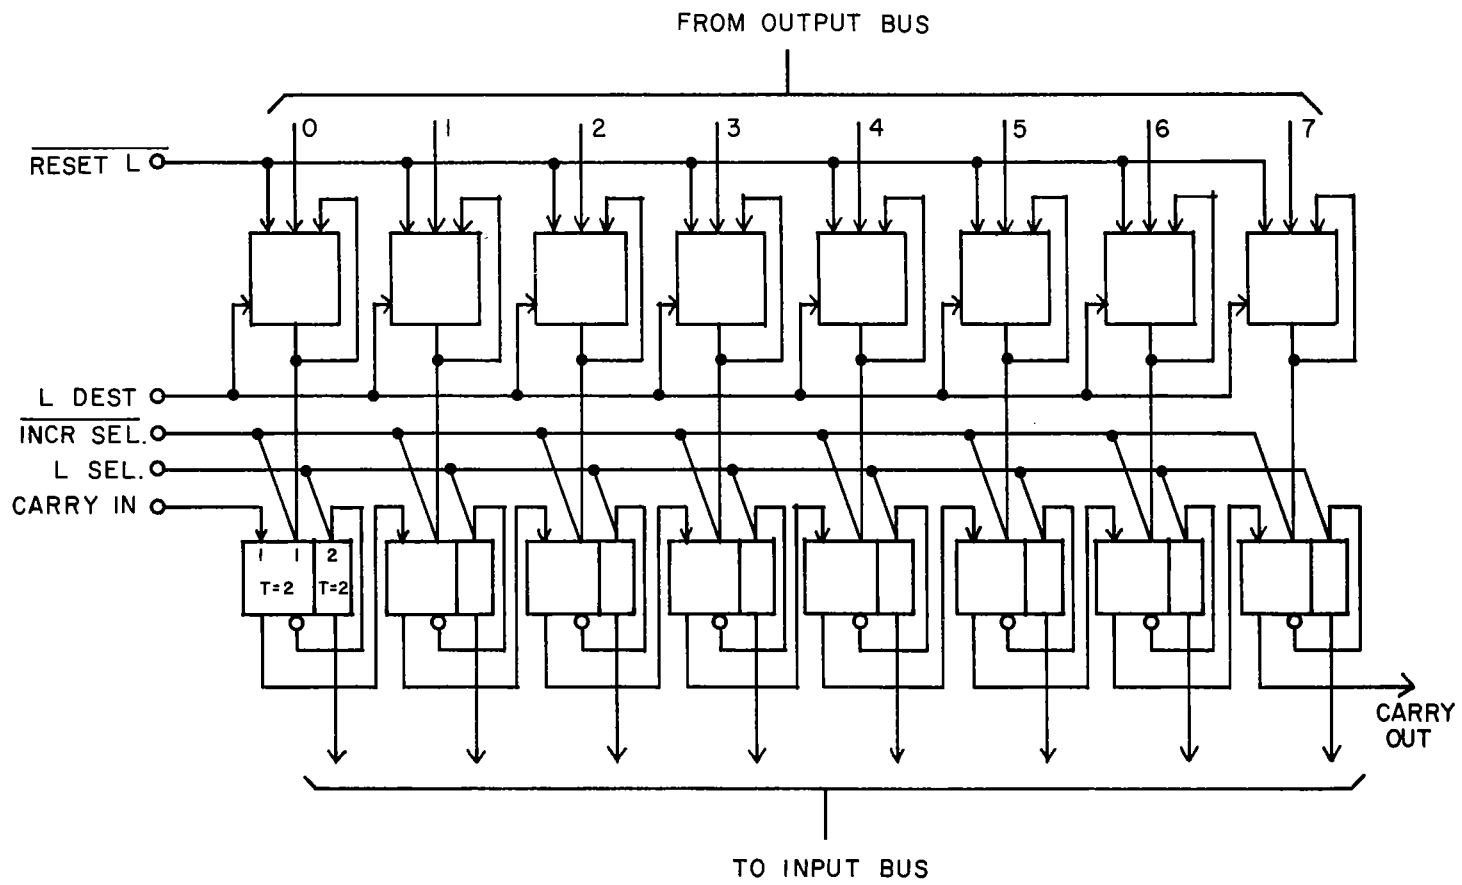 FROM OUTPUT BUS
0 1 2 3 4 5 6 7
RESET L
L DEST
INCR SEL.
L SEL.
CARRY IN
1 1 2
T=2 T=2
CARRY
OUT
TO INPUT BUS